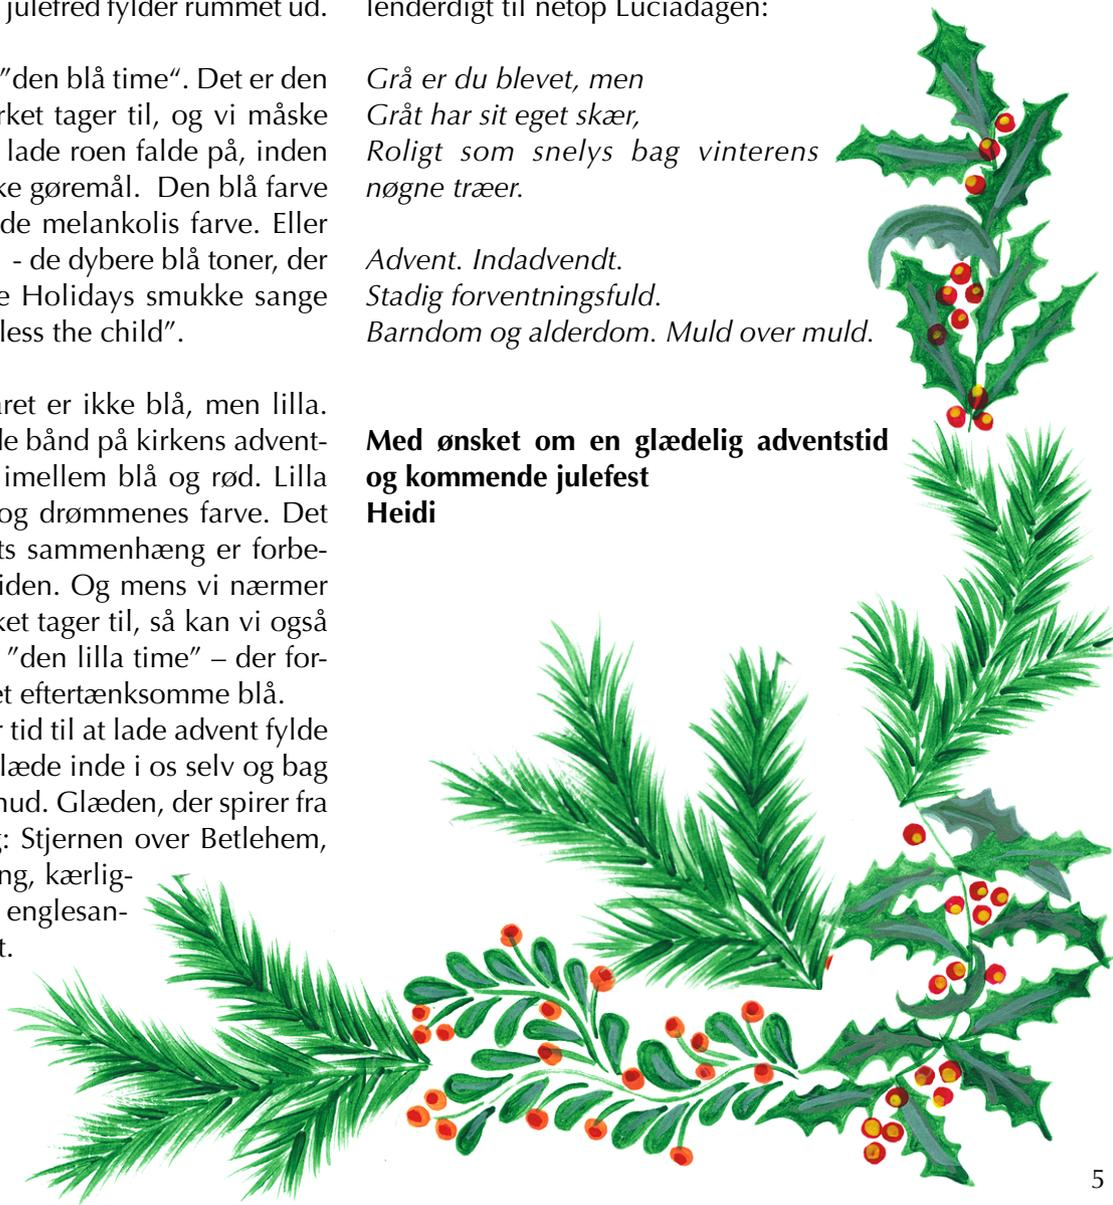 julefred fylder rummet ud.
”den blå time“. Det er den
rket tager til, og vi måske
lade roen falde på, inden
ke gøremål.  Den blå farve
de melankolis farve. Eller
- de dybere blå toner, der
e Holidays smukke sange
less the child”.
aret er ikke blå, men lilla.
de bånd på kirkens advent-
imellem blå og rød. Lilla
og drømmenes farve. Det
ts sammenhæng er forbe-
iden. Og mens vi nærmer
ket tager til, så kan vi også
”den lilla time” – der for-
et eftertænksomme blå.
r tid til at lade advent fylde
læde inde i os selv og bag
hud. Glæden, der spirer fra
g: Stjernen over Betlehem,
ng, kærlig-
englesan-
t.
lenderdigt til netop Luciadagen:
Grå er du blevet, men
Gråt har sit eget skær,
Roligt som snelys bag vinterens
nøgne træer.
Advent. Indadvendt.
Stadig forventningsfuld.
Barndom og alderdom. Muld over muld.
Med ønsket om en glædelig adventstid
og kommende julefest
Heidi
5